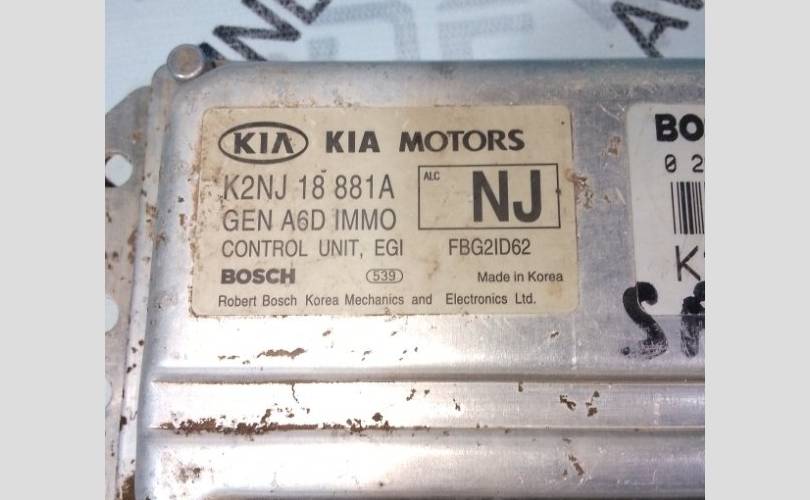 KIA KIA MOTORS
K2NJ 18 881A
ALC
NJ
GEN A6D IMMO
CONTROL UNIT, EGI FBG2ID62
BOSCH 539 Made in Korea
Robert Bosch Korea Mechanics and Electronics Ltd.
BO
0 2
K